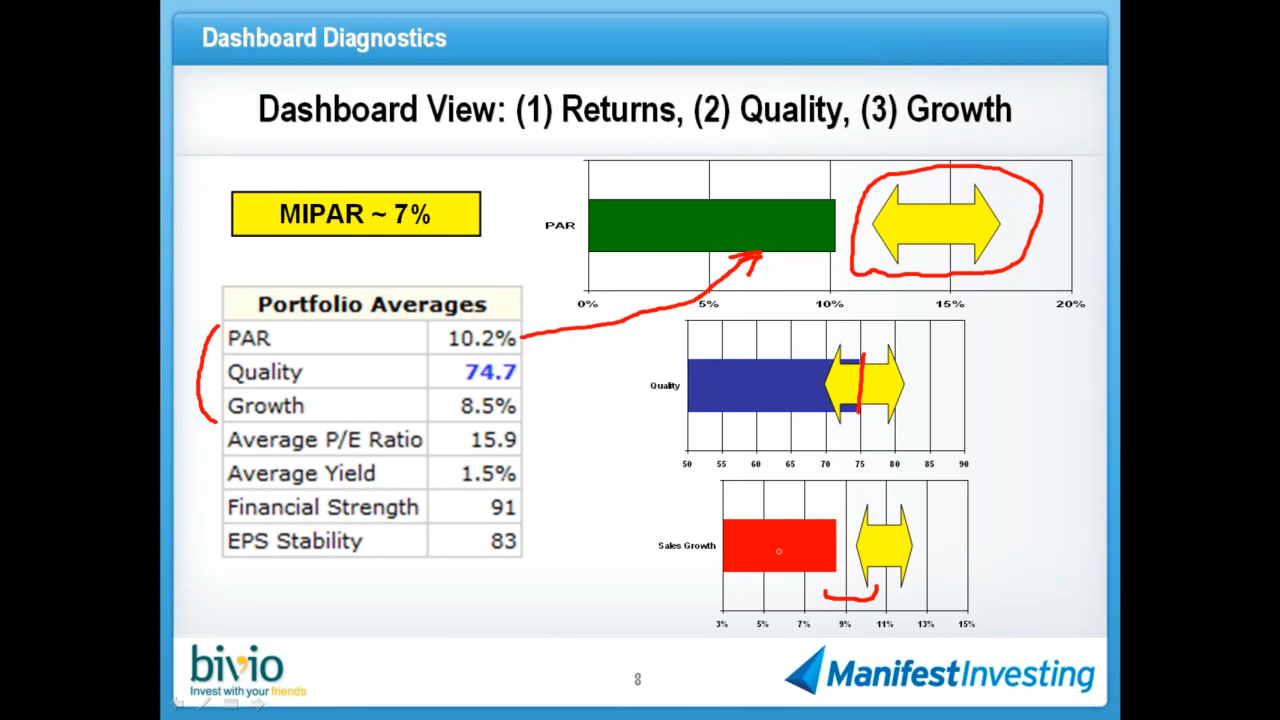 Dashboard Diagnostics
Dashboard View: (1) Returns, (2) Quality, (3) Growth
MIPAR ~ 7%
PAR
0% 5% 10% 15% 20%
Portfolio Averages
PAR 10.2%
Quality 74.7
Growth 8.5%
Average P/E Ratio 15.9
Average Yield 1.5%
Financial Strength 91
EPS Stability 83
Quality
50 55 60 65 70 75 80 85 90
Sales Growth
3% 5% 7% 9% 11% 13% 15%
bivio
Invest with your friends
8
ManifestInvesting